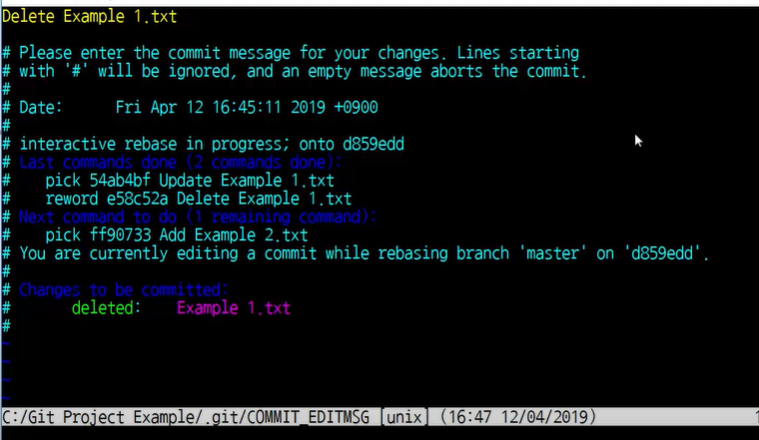 Delete Example 1.txt
# Please enter the commit message for your changes. Lines starting
# with '#' will be ignored, and an empty message aborts the commit.
#
# Date:      Fri Apr 12 16:45:11 2019 +0900
#
# interactive rebase in progress; onto d859edd
# Last commands done (2 commands done):
#    pick 54ab4bf Update Example 1.txt
#    reword e58c52a Delete Example 1.txt
# Next command to do (1 remaining command):
#    pick ff90733 Add Example 2.txt
# You are currently editing a commit while rebasing branch 'master' on 'd859edd'.
#
# Changes to be committed:
#       deleted:    Example 1.txt
#
~
~
~
~
C:/Git Project Example/.git/COMMIT_EDITMSG [unix] (16:47 12/04/2019) 1